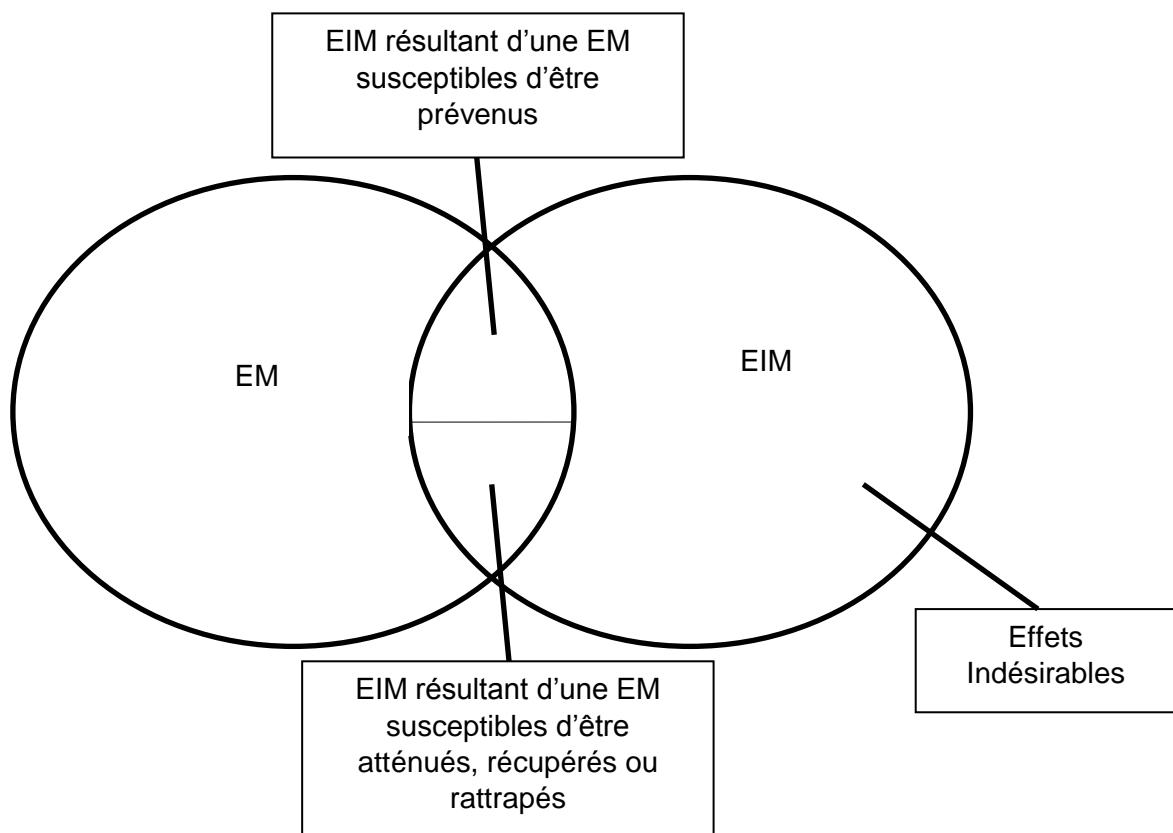 EIM résultant d’une EM
susceptibles d’être
prévenus
EM
EIM
Effets
Indésirables
EIM résultant d’une EM
susceptibles d’être
atténués, récupérés ou
rattrapés